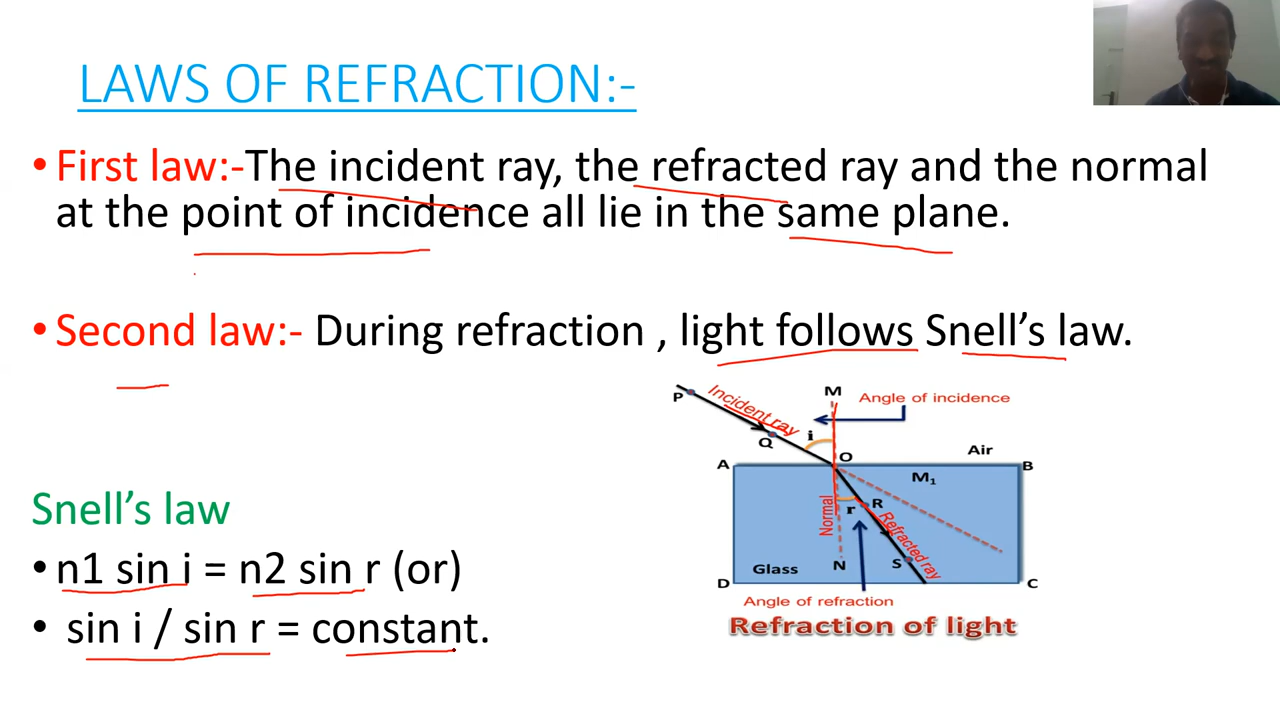 LAWS OF REFRACTION:-
• First law:-The incident ray, the refracted ray and the normal
at the point of incidence all lie in the same plane.
• Second law:- During refraction , light follows Snell’s law.
Snell’s law
• n1 sin i = n2 sin r (or)
• sin i / sin r = constant.
P
Incident ray
Q
i
M
Angle of incidence
O
Air
A
B
M₁
Normal
r
R
Refracted ray
Glass
N
S
D
C
Angle of refraction
Refraction of light